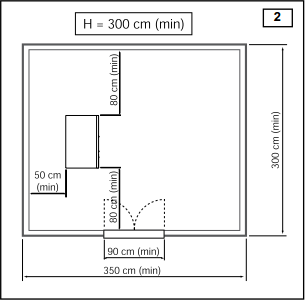 2
H = 300 cm (min)
80 cm (min)
300 cm (min)
50 cm
(min)
80 cm (min)
90 cm (min)
350 cm (min)